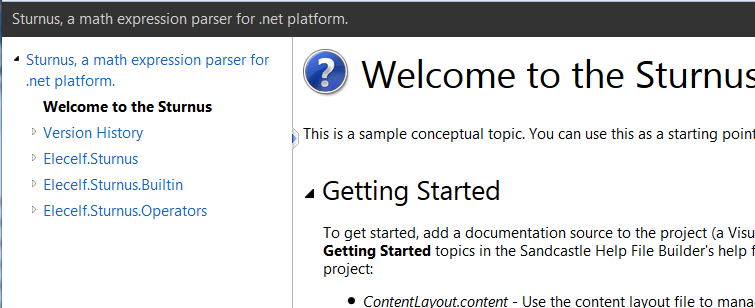 Sturnus, a math expression parser for .net platform.
Sturnus, a math expression parser for
.net platform.
Welcome to the Sturnus
Version History
Elecelf.Sturnus
Elecelf.Sturnus.Builtin
Elecelf.Sturnus.Operators
Welcome to the Sturnus
This is a sample conceptual topic. You can use this as a starting point
Getting Started
To get started, add a documentation source to the project (a Visu
Getting Started topics in the Sandcastle Help File Builder's help f
project:
ContentLayout.content - Use the content layout file to mana